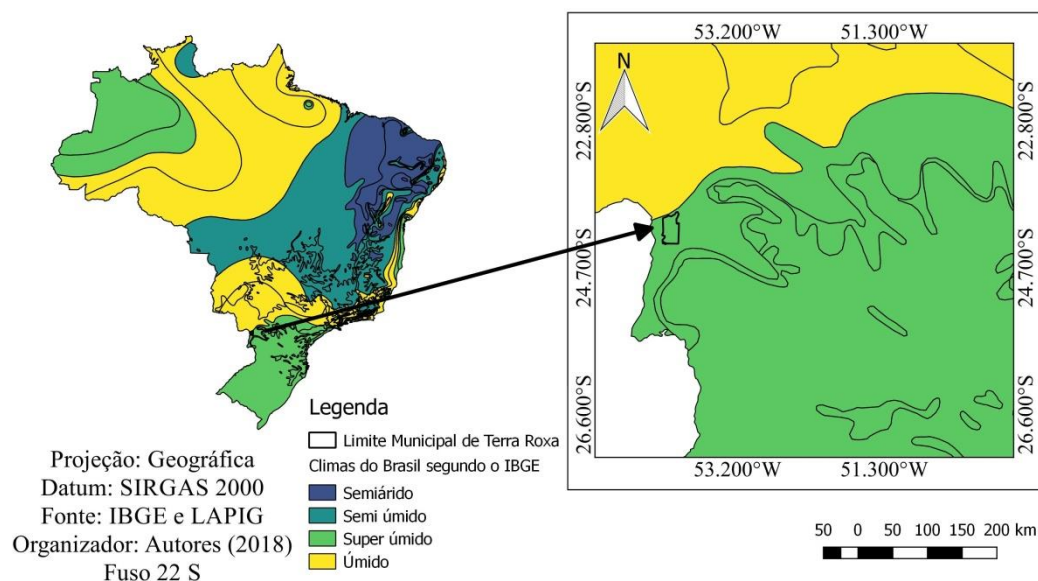 53.200°W 51.300°W
N
22.800°S
22.800°S
24.700°S
24.700°S
26.600°S
26.600°S
53.200°W 51.300°W
Legenda
Limite Municipal de Terra Roxa
Climas do Brasil segundo o IBGE
Semiárido
Semi úmido
Super úmido
Úmido
Projeção: Geográfica
Datum: SIRGAS 2000
Fonte: IBGE e LAPIG
Organizador: Autores (2018)
Fuso 22 S
50 0 50 100 150 200 km